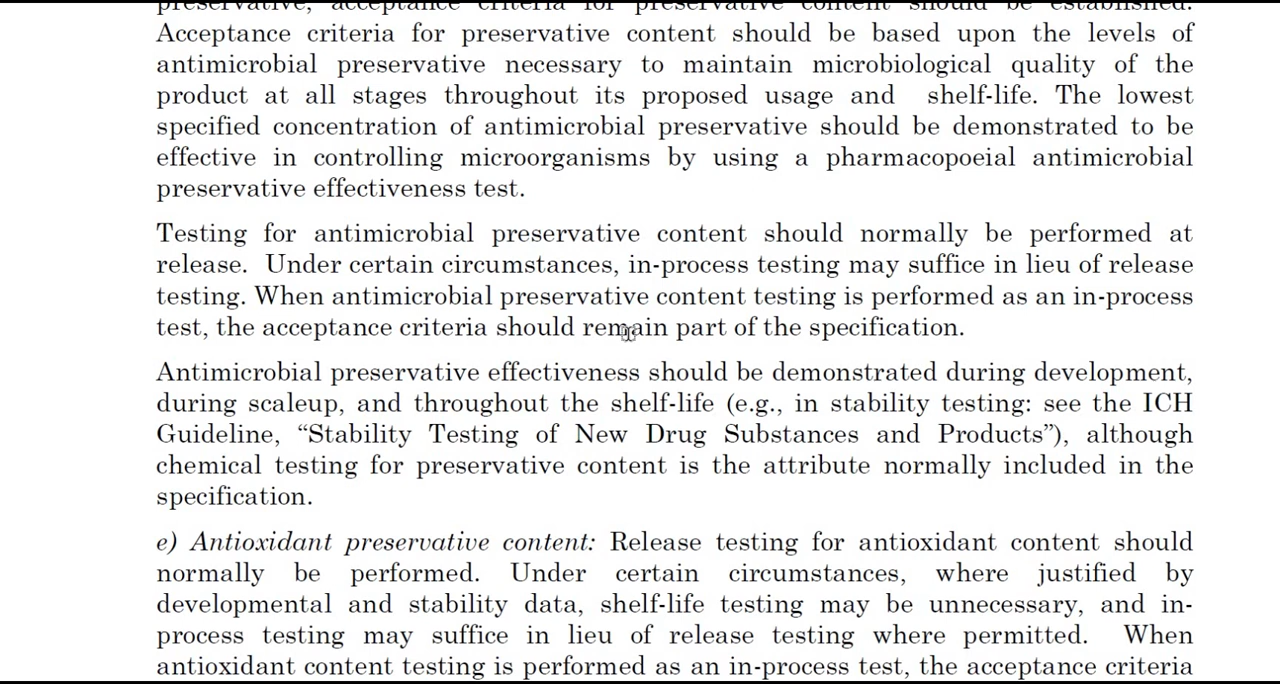 preservative, acceptance criteria for preservative content should be established.
Acceptance criteria for preservative content should be based upon the levels of
antimicrobial preservative necessary to maintain microbiological quality of the
product at all stages throughout its proposed usage and shelf-life. The lowest
specified concentration of antimicrobial preservative should be demonstrated to be
effective in controlling microorganisms by using a pharmacopoeial antimicrobial
preservative effectiveness test.
Testing for antimicrobial preservative content should normally be performed at
release. Under certain circumstances, in-process testing may suffice in lieu of release
testing. When antimicrobial preservative content testing is performed as an in-process
test, the acceptance criteria should remain part of the specification.
Antimicrobial preservative effectiveness should be demonstrated during development,
during scaleup, and throughout the shelf-life (e.g., in stability testing: see the ICH
Guideline, “Stability Testing of New Drug Substances and Products”), although
chemical testing for preservative content is the attribute normally included in the
specification.
e) Antioxidant preservative content: Release testing for antioxidant content should
normally be performed. Under certain circumstances, where justified by
developmental and stability data, shelf-life testing may be unnecessary, and in-
process testing may suffice in lieu of release testing where permitted. When
antioxidant content testing is performed as an in-process test, the acceptance criteria